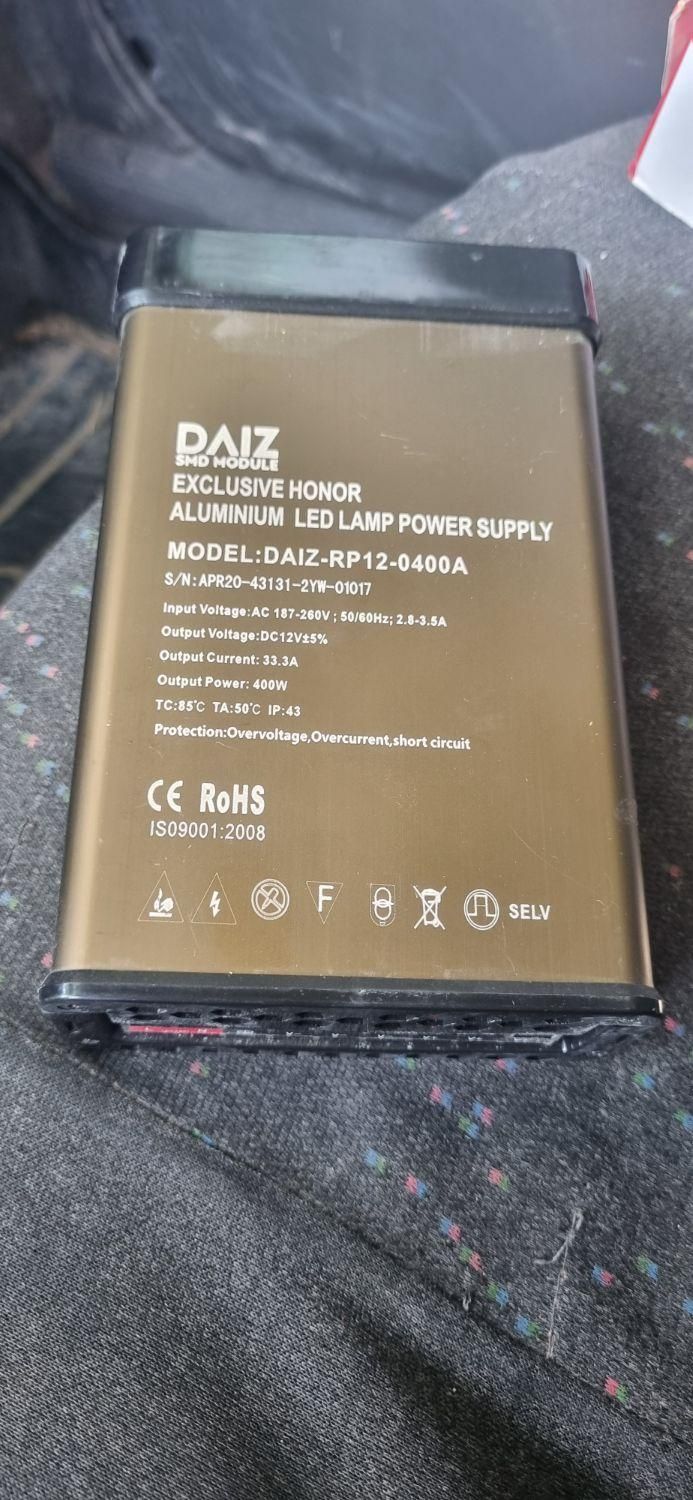 DAIZ
SMD MODULE
EXCLUSIVE HONOR
ALUMINIUM LED LAMP POWER SUPPLY
MODEL:DAIZ-RP12-0400A
S/N:APR20-43131-2YW-01017
Input Voltage:AC 187-260V ; 50/60Hz; 2.8-3.5A
Output Voltage:DC12V±5%
Output Current: 33.3A
Output Power: 400W
TC:85℃ TA:50℃ IP:43
Protection:Overvoltage,Overcurrent,short circuit
CE RoHS
IS09001:2008
F
SELV